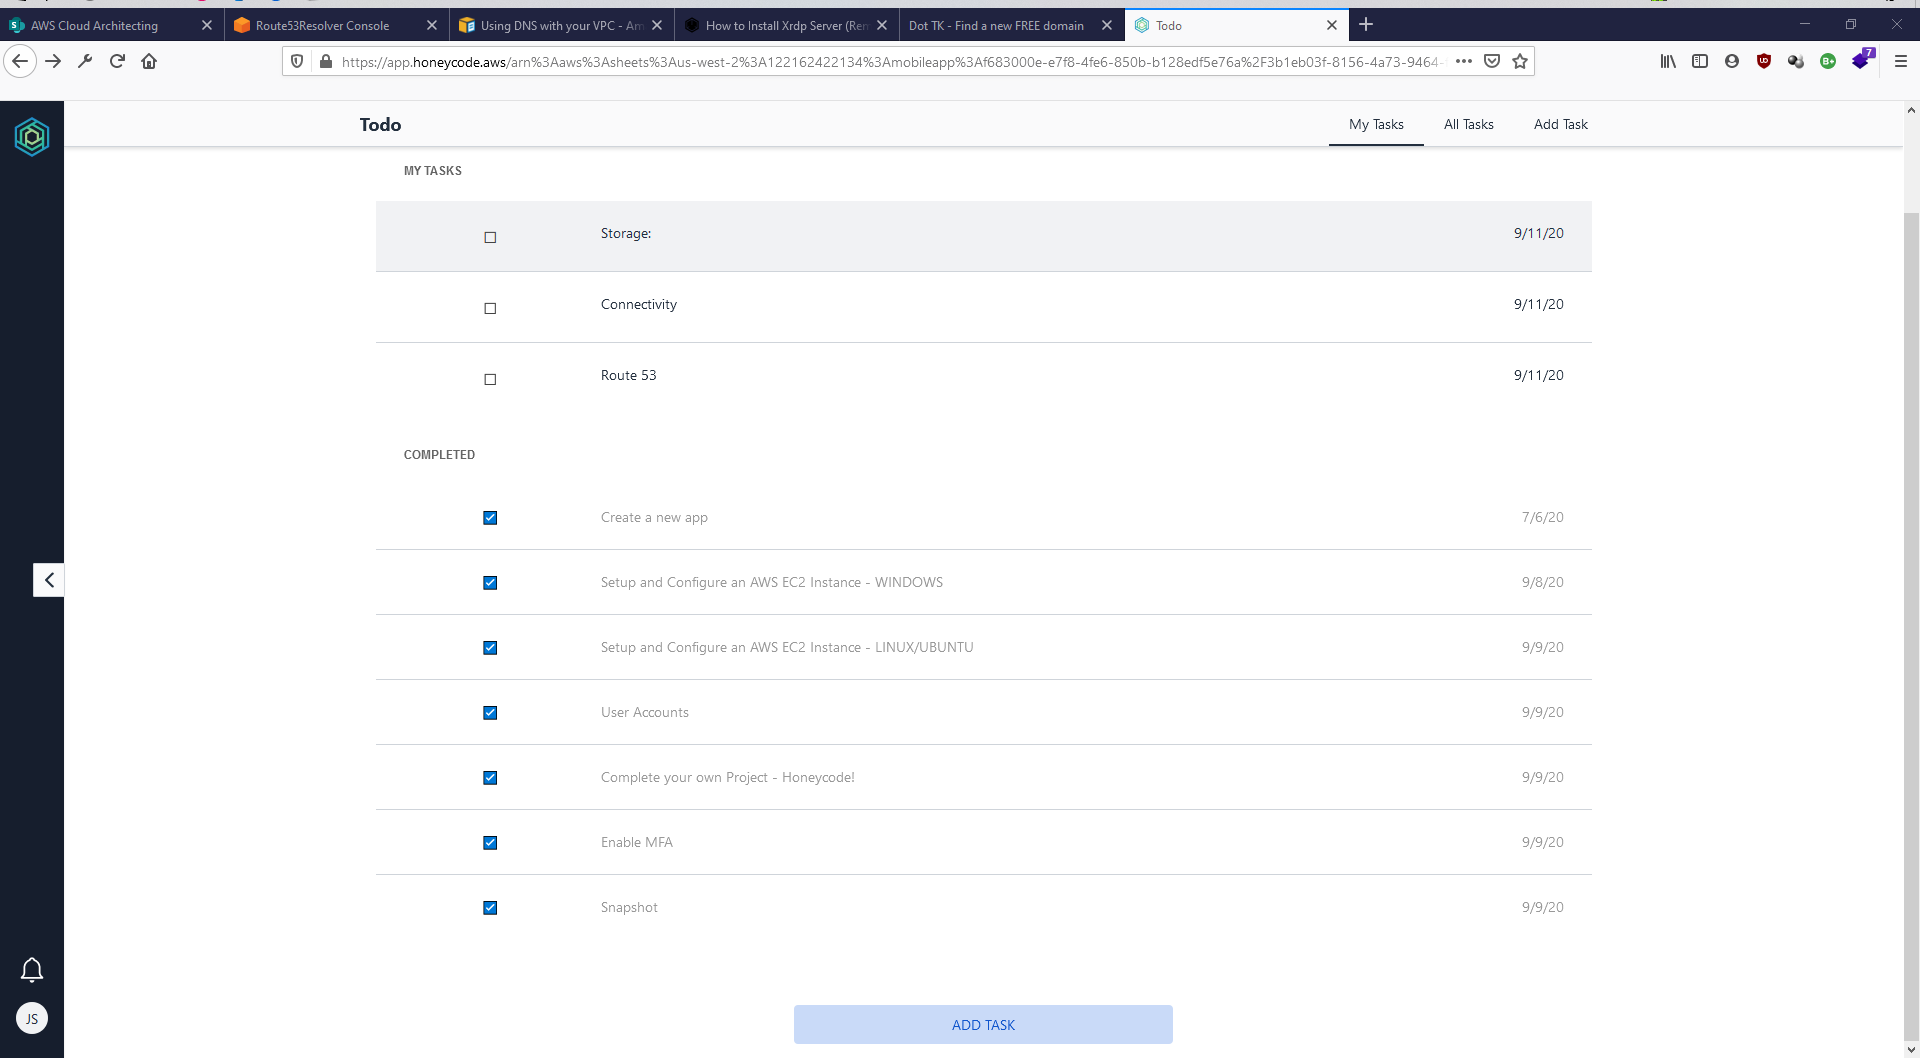 AWS Cloud Architecting
Route53Resolver Console
Using DNS with your VPC - Am
How to Install Xrdp Server (Rem
Dot TK - Find a new FREE domain
Todo
https://app.honeycode.aws/arn%3Aaws%3Asheets%3Aus-west-2%3A122162422134%3Amobileapp%3Af683000e-e7f8-4fe6-850b-b128edf5e76a%2F3b1eb03f-8156-4a73-9464-
7
Todo
My Tasks
All Tasks
Add Task
MY TASKS
Storage: 9/11/20
Connectivity 9/11/20
Route 53 9/11/20
COMPLETED
Create a new app 7/6/20
Setup and Configure an AWS EC2 Instance - WINDOWS 9/8/20
Setup and Configure an AWS EC2 Instance - LINUX/UBUNTU 9/9/20
User Accounts 9/9/20
Complete your own Project - Honeycode! 9/9/20
Enable MFA 9/9/20
Snapshot 9/9/20
JS
ADD TASK